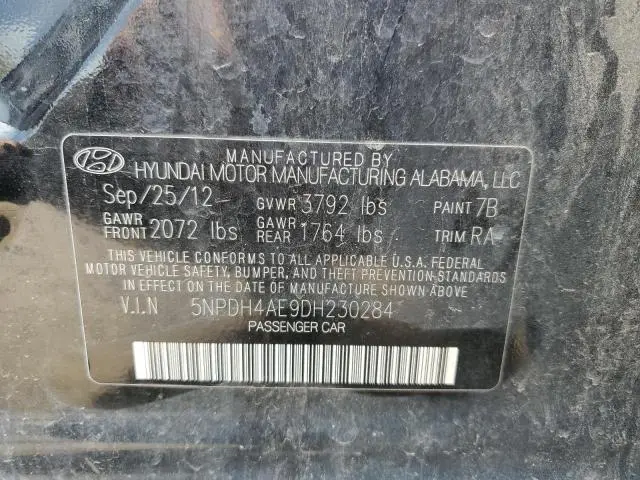 MANUFACTURED BY
HYUNDAI MOTOR MANUFACTURING ALABAMA, LLC
Sep/25/12 GVWR 3792 lbs PAINT 7B
GAWR FRONT 2072 lbs GAWR REAR 1764 lbs TRIM RA
THIS VEHICLE CONFORMS TO ALL APPLICABLE U.S.A. FEDERAL
MOTOR VEHICLE SAFETY, BUMPER, AND THEFT PREVENTION STANDARDS
IN EFFECT ON THE DATE OF MANUFACTURE SHOWN ABOVE.
V.I.N 5NPDH4AE9DH230284
PASSENGER CAR